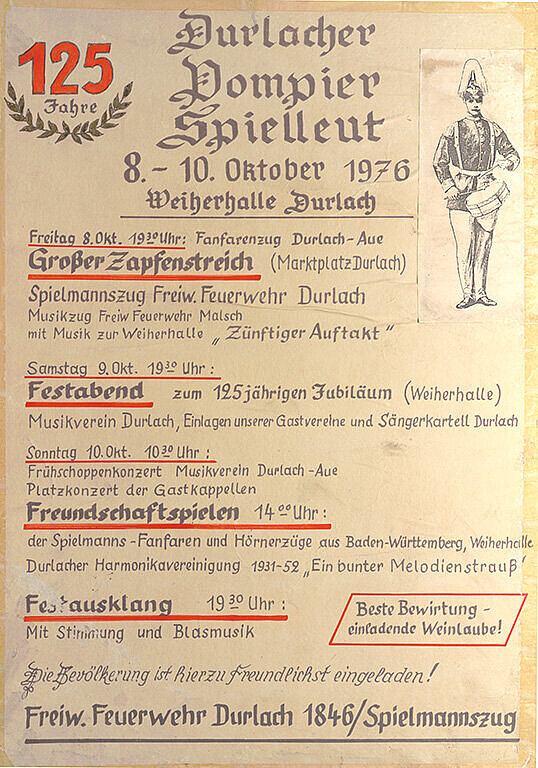 125
Jahre
Durlacher
Pompier
Spielleut
8.-10. Oktober 1976
Weiherhalle Durlach
Freitag 8.Okt. 19³⁰ Uhr: Fanfarenzug Durlach-Aue
Großer Zapfenstreich (Marktplatz Durlach)
Spielmannszug Freiw. Feuerwehr Durlach
Musikzug Freiw Feuerwehr Malsch
mit Musik zur Weiherhalle „Zünftiger Auftakt"
Samstag 9.Okt. 19³⁰ Uhr:
Festabend zum 125jährigen Jubiläum (Weiherhalle)
Musikverein Durlach, Einlagen unserer Gastvereine und Sängerkartell Durlach
Sonntag 10.Okt. 10³⁰ Uhr:
Frühschoppenkonzert Musikverein Durlach-Aue
Platzkonzert der Gastkappellen
Freundschaftspielen 14⁰⁰ Uhr:
der Spielmanns-Fanfaren und Hörnerzüge aus Baden-Württemberg, Weiherhalle
Durlacher Harmonikavereinigung 1931-52 „Ein bunter Melodienstrauß"
Festausklang 19³⁰ Uhr:
Mit Stimmung und Blasmusik
Beste Bewirtung -
einladende Weinlaube!
Die Bevölkerung ist hierzu Freundlichst eingeladen!
Freiw. Feuerwehr Durlach 1846/Spielmannszug